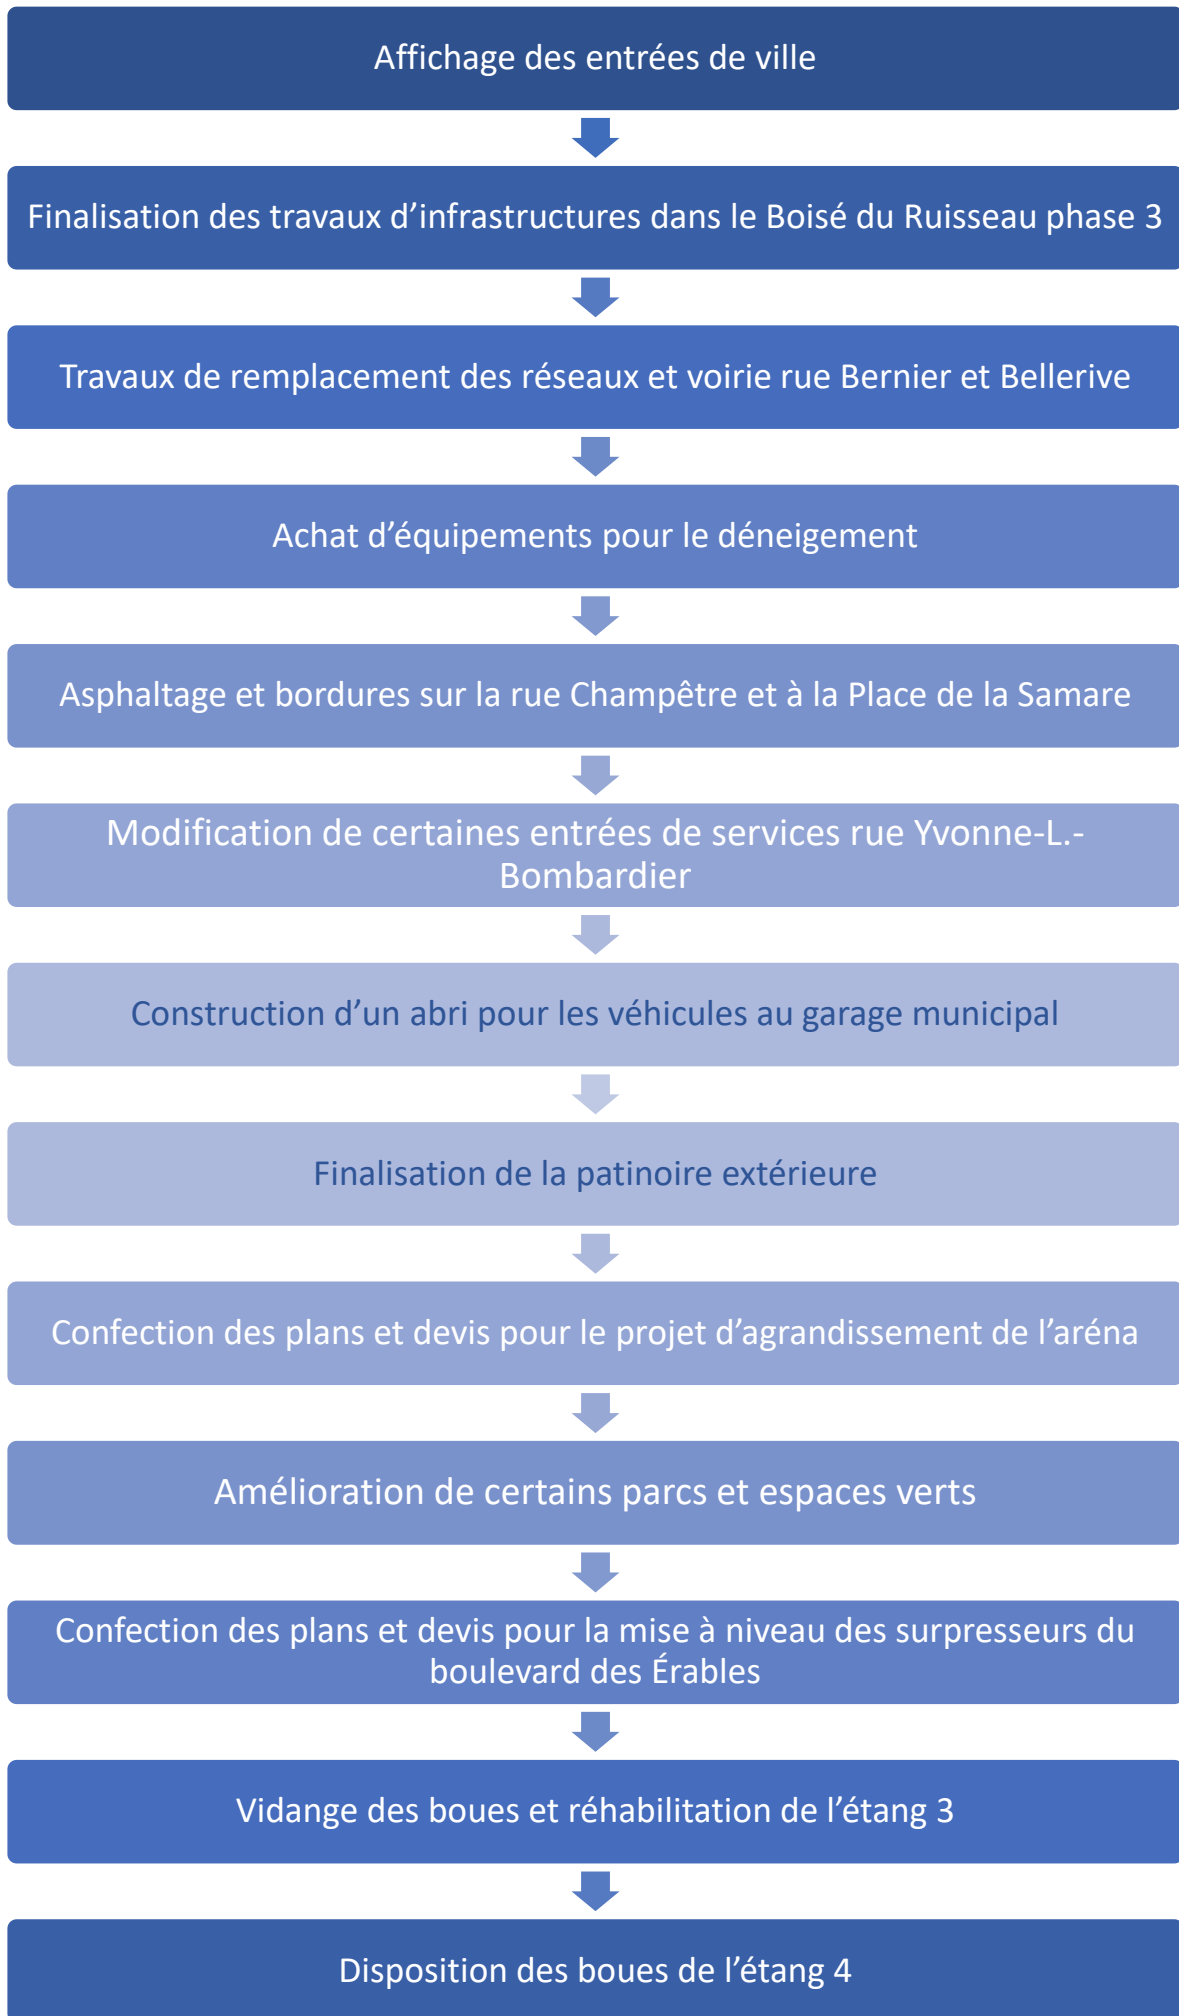 Affichage des entrées de ville
Finalisation des travaux d’infrastructures dans le Boisé du Ruisseau phase 3
Travaux de remplacement des réseaux et voirie rue Bernier et Bellerive
Achat d’équipements pour le déneigement
Asphaltage et bordures sur la rue Champêtre et à la Place de la Samare
Modification de certaines entrées de services rue Yvonne-L.-
Bombardier
Construction d’un abri pour les véhicules au garage municipal
Finalisation de la patinoire extérieure
Confection des plans et devis pour le projet d’agrandissement de l’aréna
Amélioration de certains parcs et espaces verts
Confection des plans et devis pour la mise à niveau des surpresseurs du
boulevard des Érables
Vidange des boues et réhabilitation de l’étang 3
Disposition des boues de l’étang 4